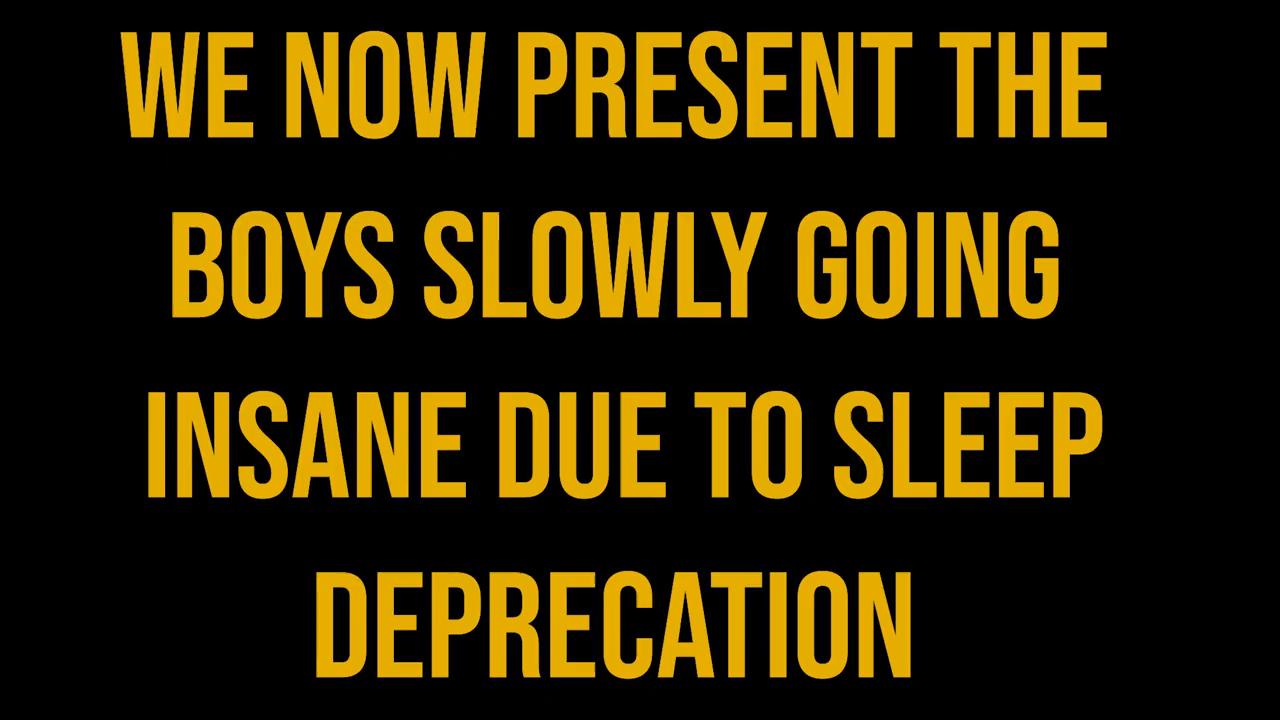 WE NOW PRESENT THE
BOYS SLOWLY GOING
INSANE DUE TO SLEEP
DEPRECATION